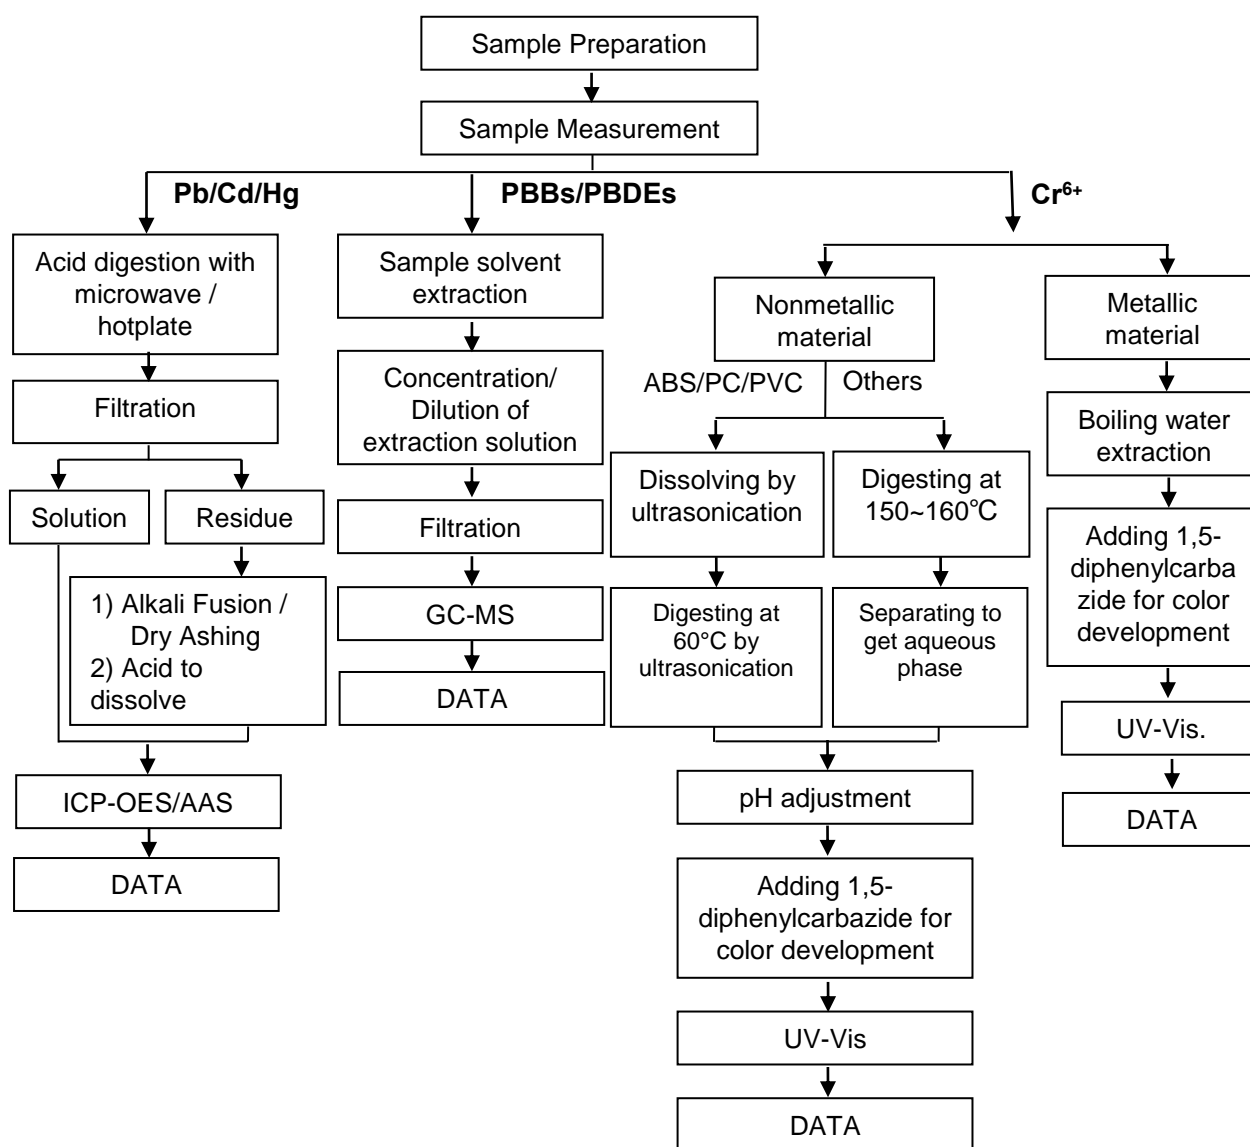 Sample Preparation
Sample Measurement
Pb/Cd/Hg
PBBs/PBDEs
Cr⁶⁺
Acid digestion with
microwave /
hotplate
Filtration
Solution
Residue
1) Alkali Fusion /
Dry Ashing
2) Acid to
dissolve
ICP-OES/AAS
DATA
Sample solvent
extraction
Concentration/
Dilution of
extraction solution
Filtration
GC-MS
DATA
Nonmetallic
material
ABS/PC/PVC
Others
Dissolving by
ultrasonication
Digesting at
60°C by
ultrasonication
Digesting at
150~160℃
Separating to
get aqueous
phase
pH adjustment
Adding 1,5-
diphenylcarbazide for
color development
UV-Vis
DATA
Metallic
material
Boiling water
extraction
Adding 1,5-
diphenylcarba
zide for color
development
UV-Vis.
DATA